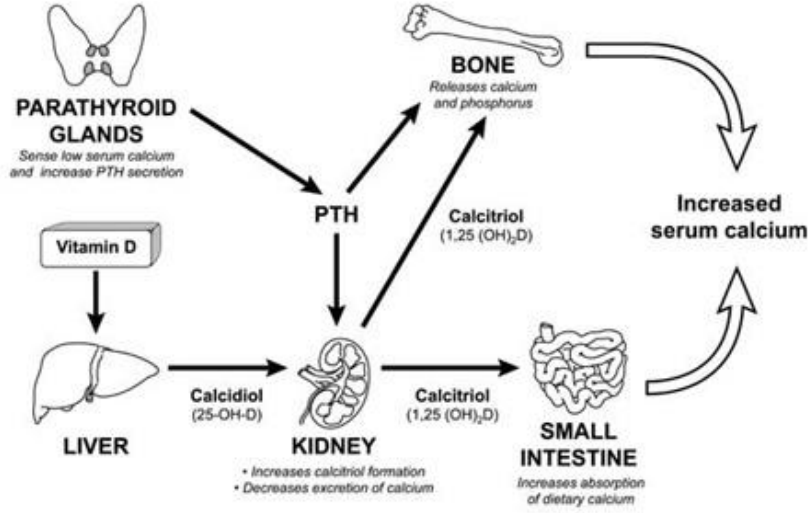 PARATHYROID
GLANDS
Sense low serum calcium
and increase PTH secretion
BONE
Releases calcium
and phosphorus
PTH
Calcitriol
(1,25 (OH)₂D)
Increased
serum calcium
Vitamin D
LIVER
Calcidiol
(25-OH-D)
KIDNEY
• Increases calcitriol formation
• Decreases excretion of calcium
Calcitriol
(1,25 (OH)₂D)
SMALL
INTESTINE
Increases absorption
of dietary calcium